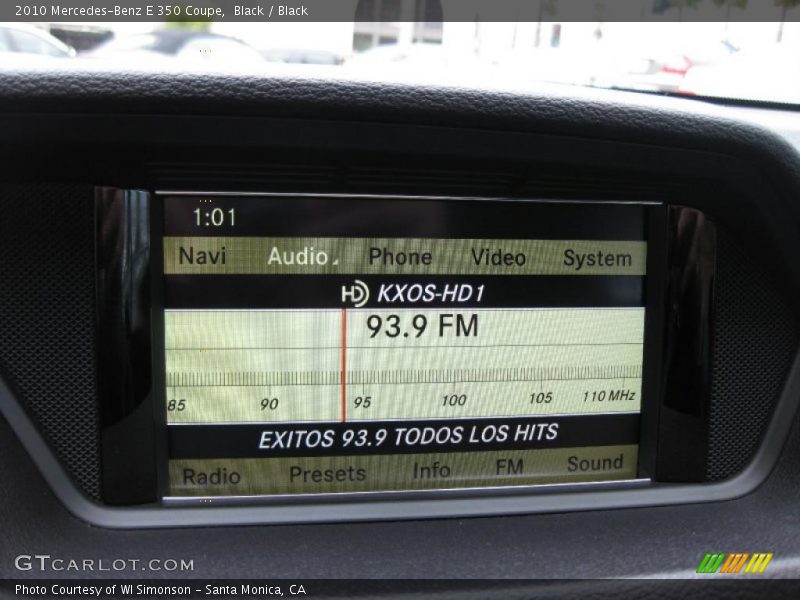 2010 Mercedes-Benz E 350 Coupe, Black / Black
1:01
Navi Audio Phone Video System
HD KXOS-HD1
93.9 FM
85 90 95 100 105 110 MHz
EXITOS 93.9 TODOS LOS HITS
Radio Presets Info FM Sound
GTCARLOT.COM
Photo Courtesy of WI Simonson - Santa Monica, CA